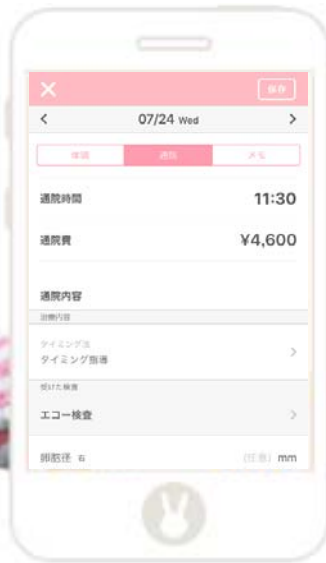 保存
07/24 Wed
体調 通院 メモ
通院時間 11:30
通院費 ¥4,600
通院内容
治療内容
タイミング法
タイミング指導
受けた検査
エコー検査
卵胞径 右 (任意) mm